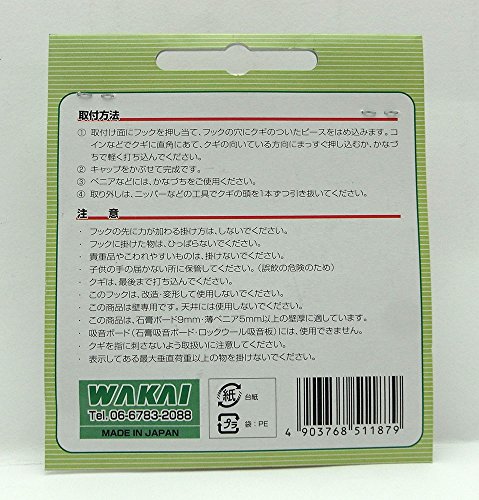 取付方法
① 取付け面にフックを押し当て、フックの穴にクギのついたピースをはめ込みます。コ
インなどでクギに直角にあて、クギの向いている方向にまっすぐ押し込むか、かなづ
ちで軽く打ち込んでください。
② キャップをかぶせて完成です。
③ ベニアなどには、かなづちをご使用ください。
④ 取り外しは、ニッパーなどの工具でクギの頭を1本ずつ引き抜いてください。
注 意
・フックの先に力が加わる掛け方は、しないでください。
・フックに掛けた物は、ひっぱらないでください。
・貴重品やこわれやすいものは、掛けないでください。
・子供の手の届かない所に保管してください。(誤飲の危険のため)
・クギは、最後まで打ち込んでください。
・このフックは、改造・変形して使用しないでください。
・この商品は壁専用です。天井には使用しないでください。
・この商品は、石膏ボード9mm・薄ベニア5mm以上の壁厚に適しています。
・吸音ボード(石膏吸音ボード・ロックウール吸音板)には、使用できません。
・クギを指に刺さないよう取扱いに注意してください。
・表示してある最大垂直荷重以上の物を掛けないでください。
WAKAI
Tel.06-6783-2088
MADE IN JAPAN
紙 台紙
プラ 袋:PE
4 903768 511879